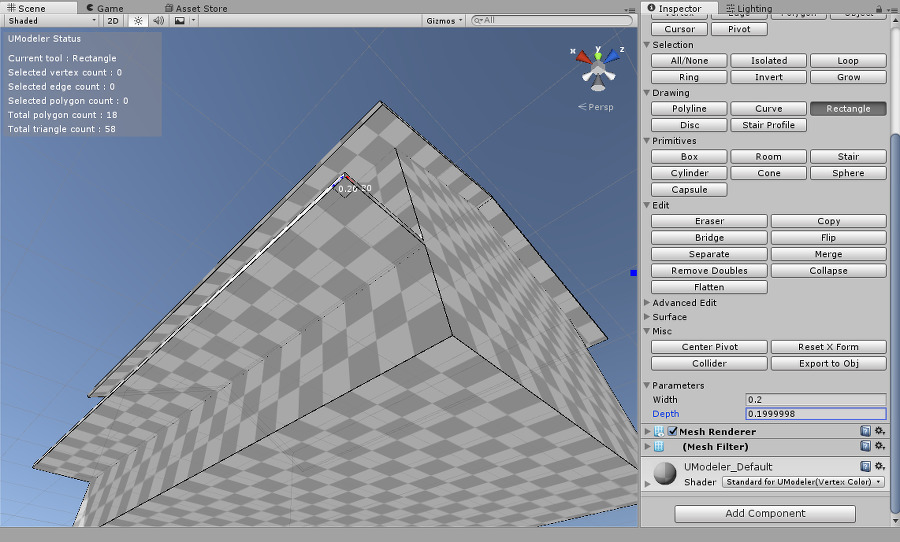 Scene Game Asset Store
Shaded 2D Gizmos All
UModeler Status
Current tool : Rectangle
Selected vertex count : 0
Selected edge count : 0
Selected polygon count : 0
Total polygon count : 18
Total triangle count : 58
x y z
Persp
0.20
Inspector Lighting
Vertex Edge Polygon Object
Cursor Pivot
Selection
All/None Isolated Loop
Ring Invert Grow
Drawing
Polyline Curve Rectangle
Disc Stair Profile
Primitives
Box Room Stair
Cylinder Cone Sphere
Capsule
Edit
Eraser Copy
Bridge Flip
Separate Merge
Remove Doubles Collapse
Flatten
Advanced Edit
Surface
Misc
Center Pivot Reset X Form
Collider Export to Obj
Parameters
Width 0.2
Depth 0.1999998
Mesh Renderer
(Mesh Filter)
UModeler_Default
Shader Standard for UModeler(Vertex Color)
Add Component